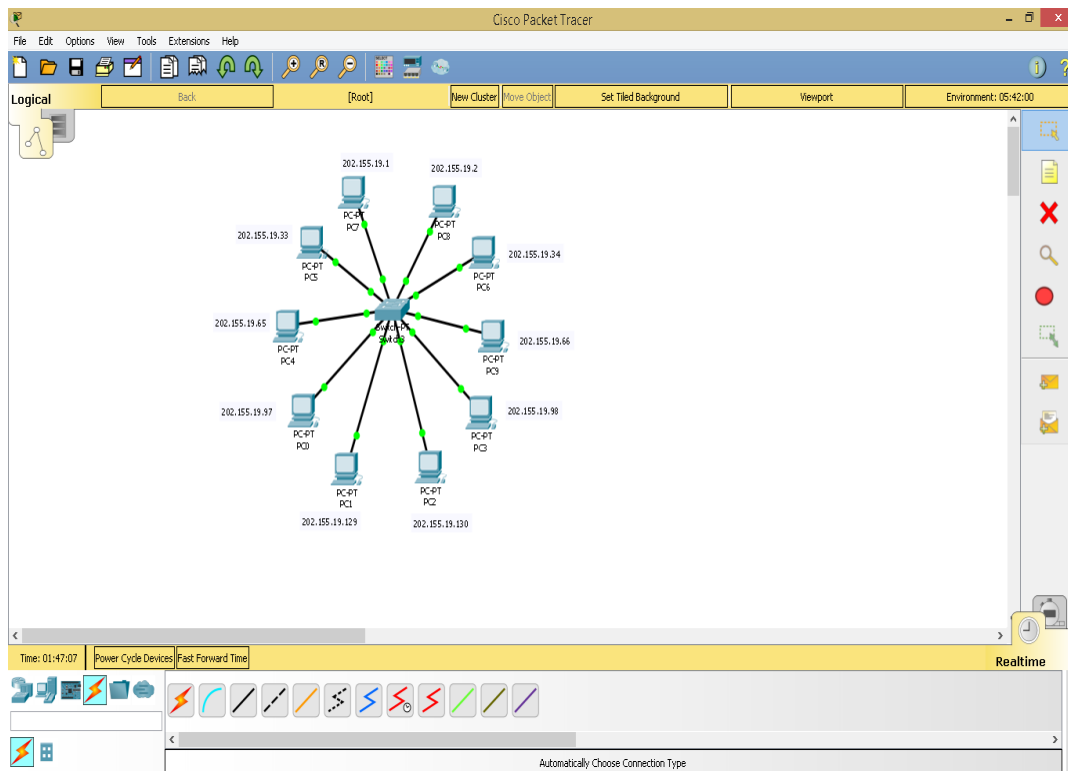 Cisco Packet Tracer
File Edit Options View Tools Extensions Help
Logical Back [Root] New Cluster Move Object Set Tiled Background Viewport Environment: 05:42:00
202.155.19.1
202.155.19.2
PC-PT
PC7
PC-PT
PC8
202.155.19.33
PC-PT
PC5
202.155.19.34
PC-PT
PC6
202.155.19.65
PC-PT
PC4
Switch-PT
Switch3
202.155.19.66
PC-PT
PC9
202.155.19.97
PC-PT
PC0
202.155.19.98
PC-PT
PC3
PC-PT
PC1
PC-PT
PC2
202.155.19.129
202.155.19.130
Time: 01:47:07 Power Cycle Devices Fast Forward Time
Realtime
Automatically Choose Connection Type